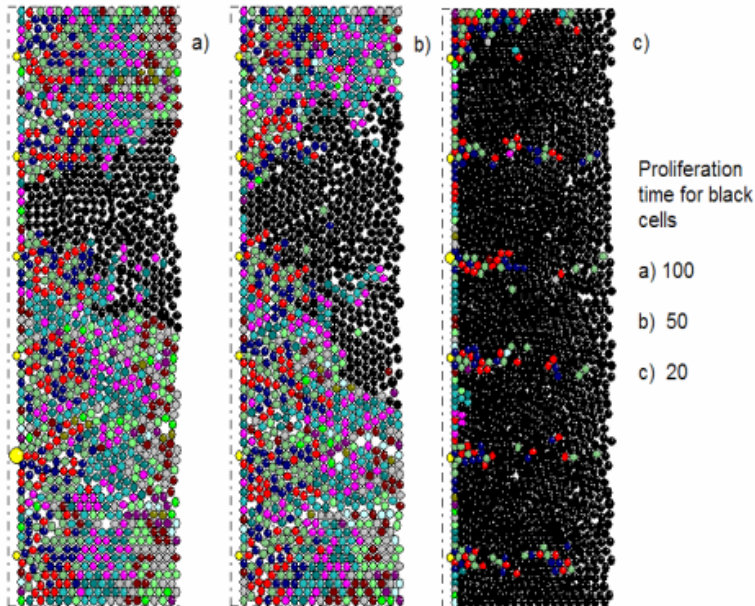 a)
b)
c)
Proliferation
time for black
cells
a) 100
b) 50
c) 20